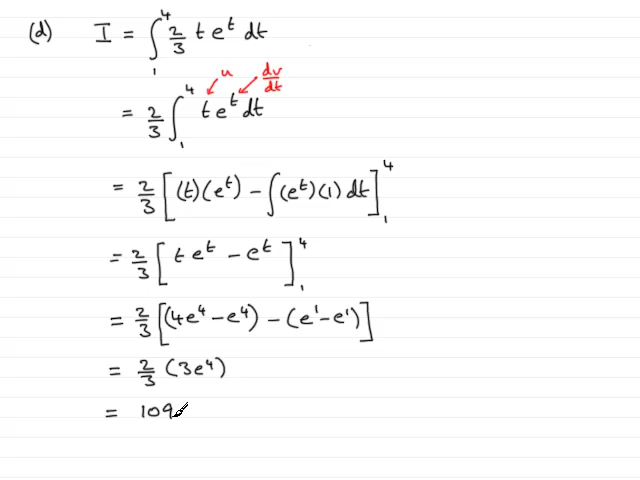 (d) I = ∫₁⁴ 2/3 t e^t dt
u dv/dt
= 2/3 ∫₁⁴ t e^t dt
= 2/3 [(t)(e^t) − ∫(e^t)(1) dt]₁⁴
= 2/3 [t e^t − e^t]₁⁴
= 2/3 [(4e⁴ − e⁴) − (e¹ − e¹)]
= 2/3 (3e⁴)
= 109